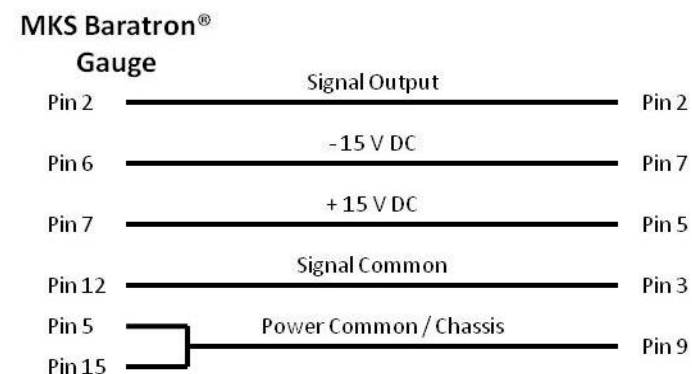 MKS Baratron®
Gauge
Signal Output
Pin 2 Pin 2
-15 V DC
Pin 6 Pin 7
+15 V DC
Pin 7 Pin 5
Signal Common
Pin 12 Pin 3
Pin 5 Power Common / Chassis
Pin 9
Pin 15